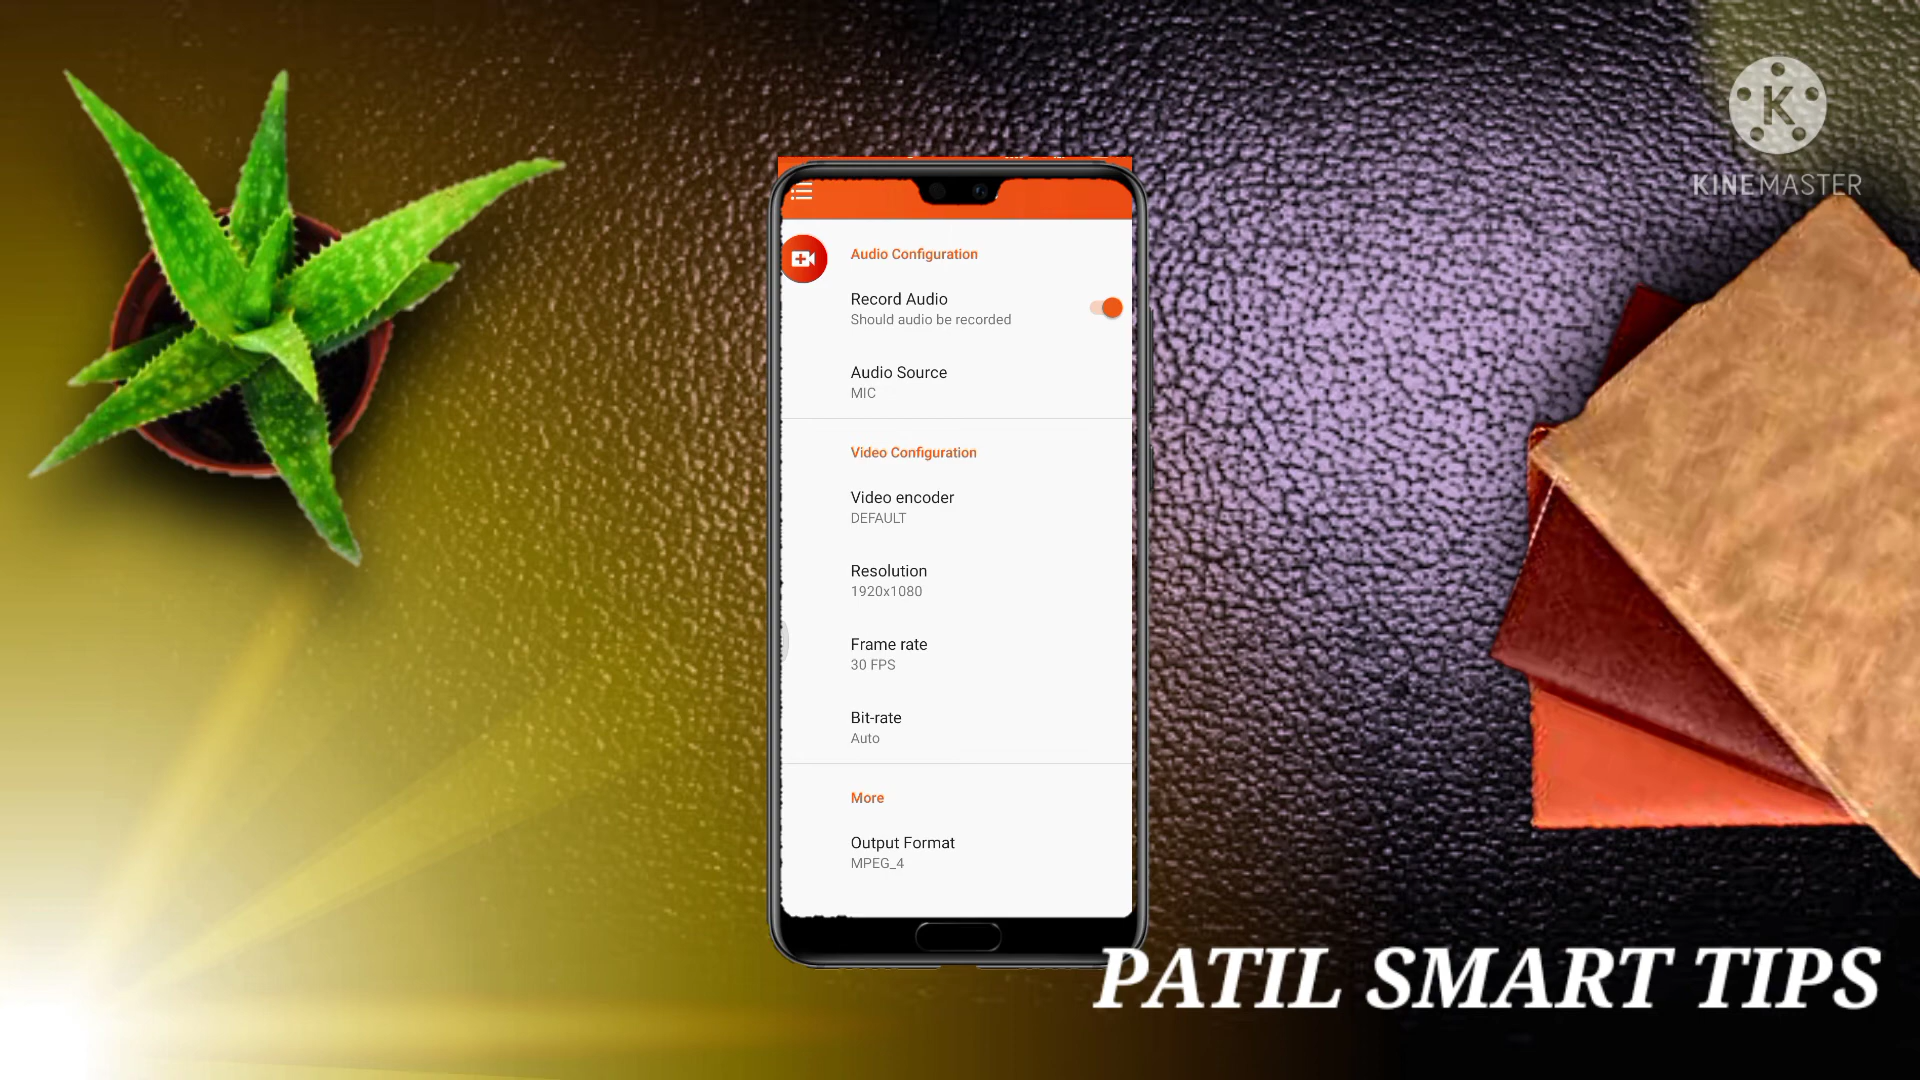 K
KINEMASTER
Audio Configuration
Record Audio
Should audio be recorded
Audio Source
MIC
Video Configuration
Video encoder
DEFAULT
Resolution
1920x1080
Frame rate
30 FPS
Bit-rate
Auto
More
Output Format
MPEG_4
PATIL SMART TIPS